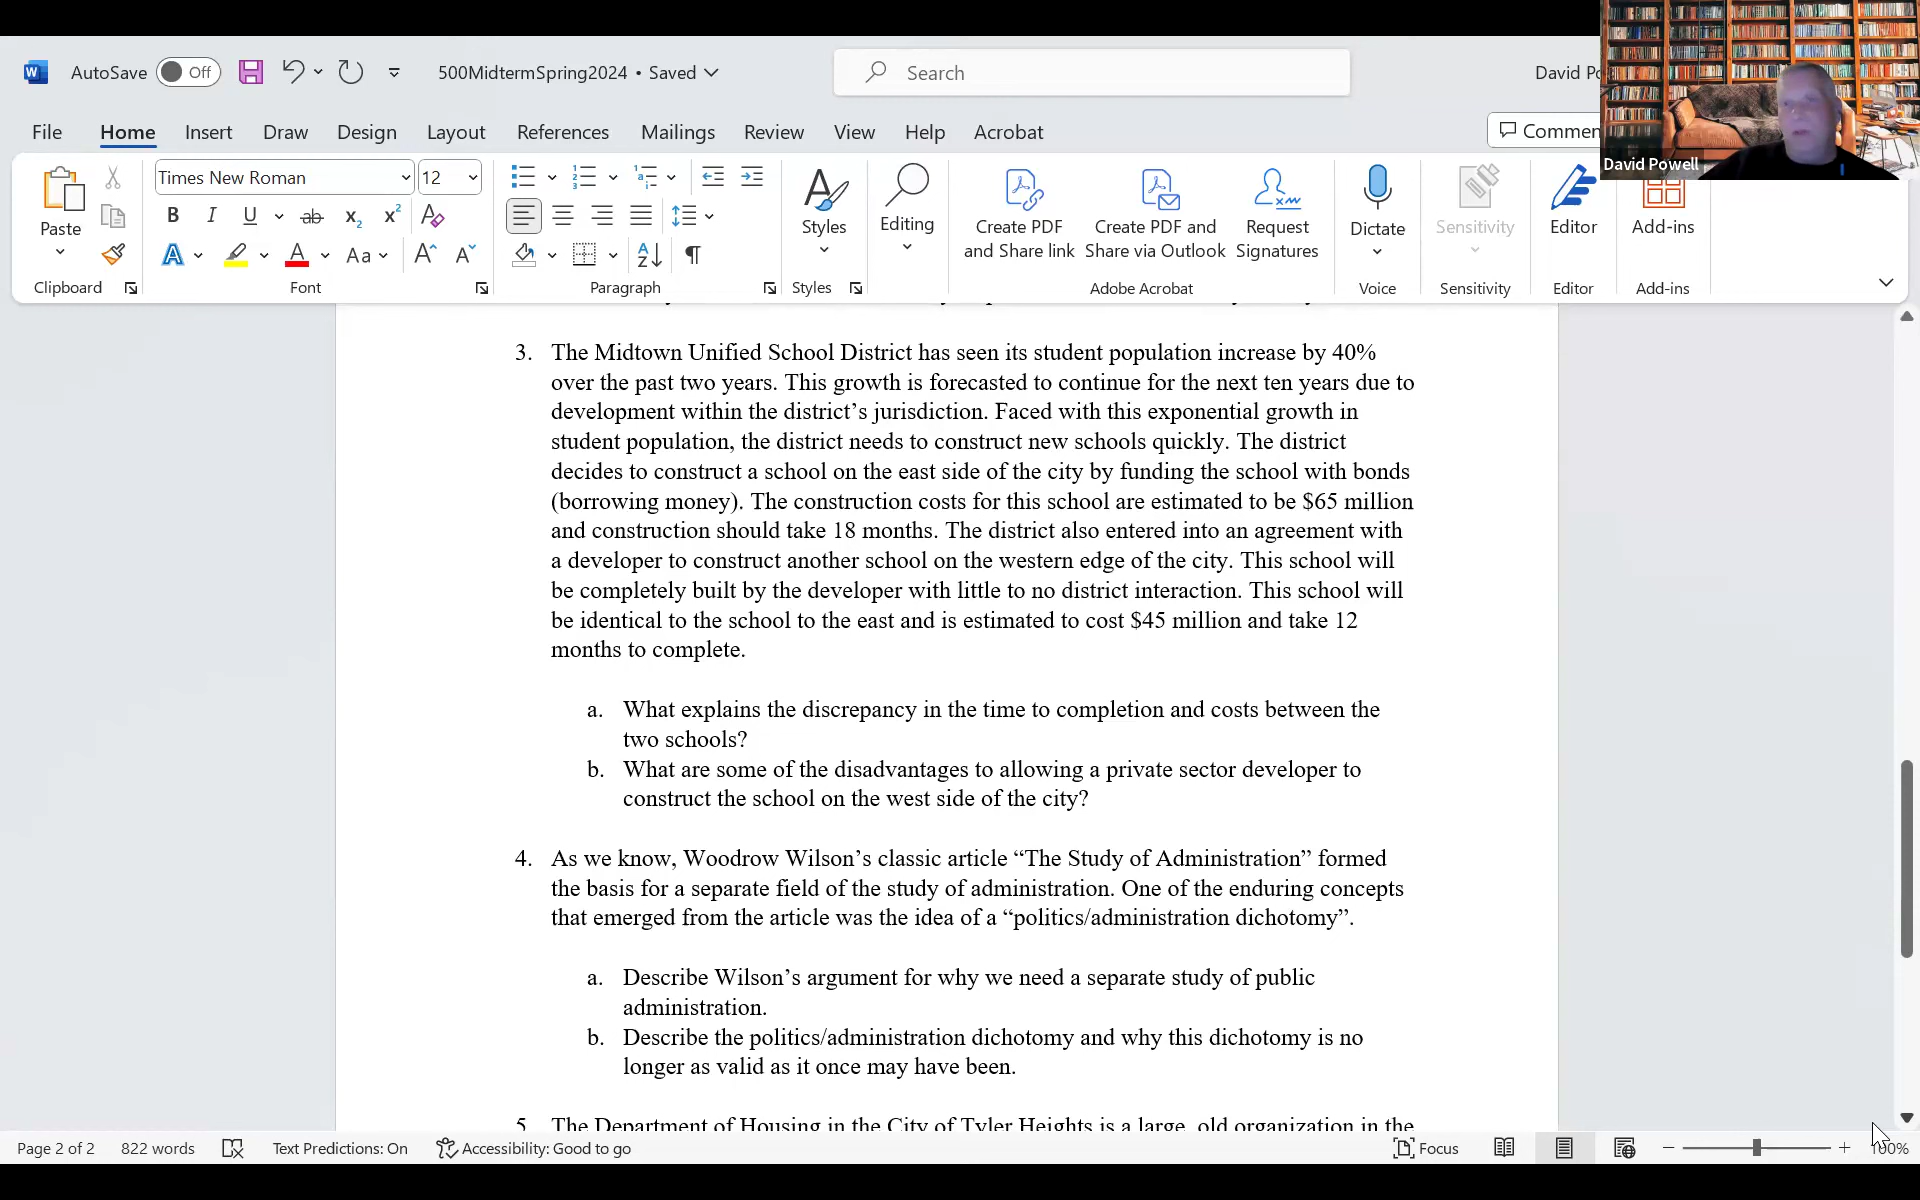 AutoSave Off 500MidtermSpring2024 • Saved Search David Po
File Home Insert Draw Design Layout References Mailings Review View Help Acrobat Commen
David Powell
Times New Roman 12
Paste Styles Editing Create PDF and Share link Create PDF and Share via Outlook Request Signatures Dictate Sensitivity Editor Add-ins
Clipboard Font Paragraph Styles Adobe Acrobat Voice Sensitivity Editor Add-ins
3. The Midtown Unified School District has seen its student population increase by 40%
over the past two years. This growth is forecasted to continue for the next ten years due to
development within the district’s jurisdiction. Faced with this exponential growth in
student population, the district needs to construct new schools quickly. The district
decides to construct a school on the east side of the city by funding the school with bonds
(borrowing money). The construction costs for this school are estimated to be $65 million
and construction should take 18 months. The district also entered into an agreement with
a developer to construct another school on the western edge of the city. This school will
be completely built by the developer with little to no district interaction. This school will
be identical to the school to the east and is estimated to cost $45 million and take 12
months to complete.
a. What explains the discrepancy in the time to completion and costs between the
two schools?
b. What are some of the disadvantages to allowing a private sector developer to
construct the school on the west side of the city?
4. As we know, Woodrow Wilson’s classic article “The Study of Administration” formed
the basis for a separate field of the study of administration. One of the enduring concepts
that emerged from the article was the idea of a “politics/administration dichotomy”.
a. Describe Wilson’s argument for why we need a separate study of public
administration.
b. Describe the politics/administration dichotomy and why this dichotomy is no
longer as valid as it once may have been.
5. The Department of Housing in the City of Tyler Heights is a large, old organization in the
Page 2 of 2 822 words Text Predictions: On Accessibility: Good to go Focus 100%